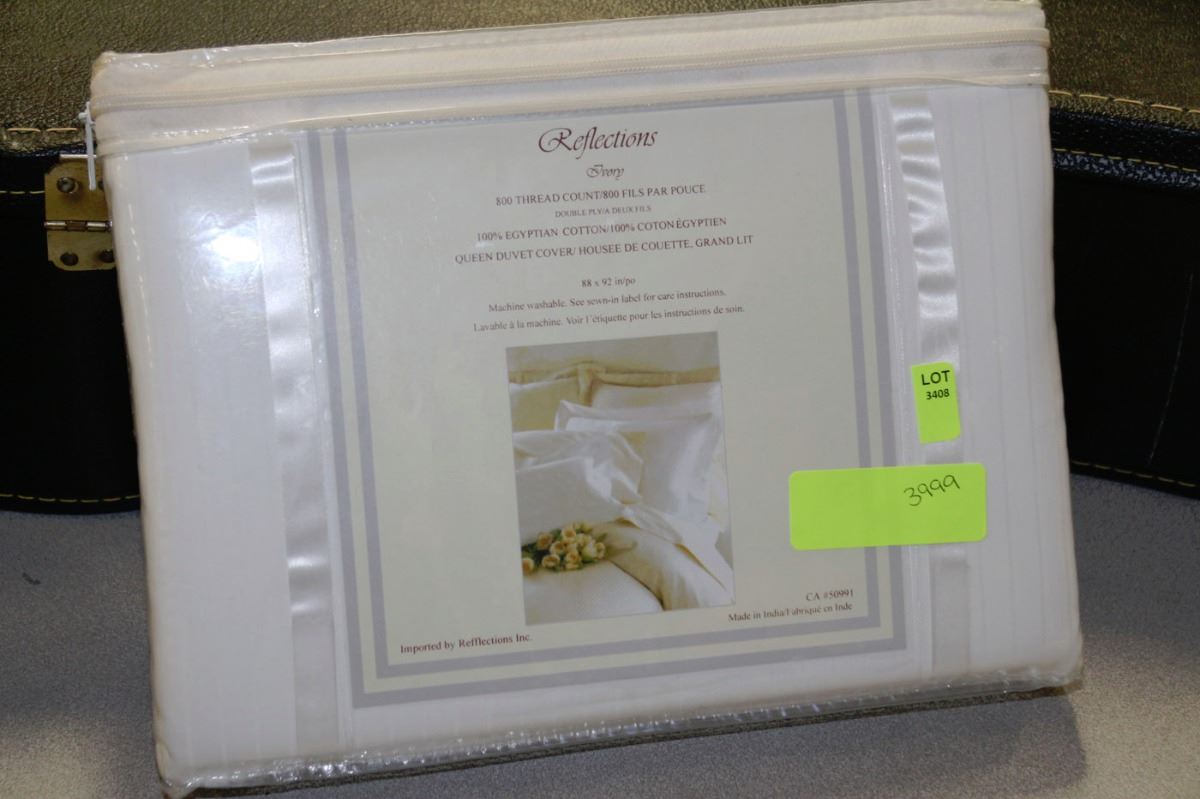 Reflections
Ivory
800 THREAD COUNT/800 FILS PAR POUCE
DOUBLE PLY/A DEUX FILS
100% EGYPTIAN COTTON/100% COTON ÉGYPTIEN
QUEEN DUVET COVER/ HOUSEE DE COUETTE, GRAND LIT
88 x 92 in/po
Machine washable. See sewn-in label for care instructions.
Lavable à la machine. Voir l'étiquette pour les instructions de soin.
LOT
3408
3999
CA #50991
Made in India/Fabriqué en Inde
Imported by Refflections Inc.